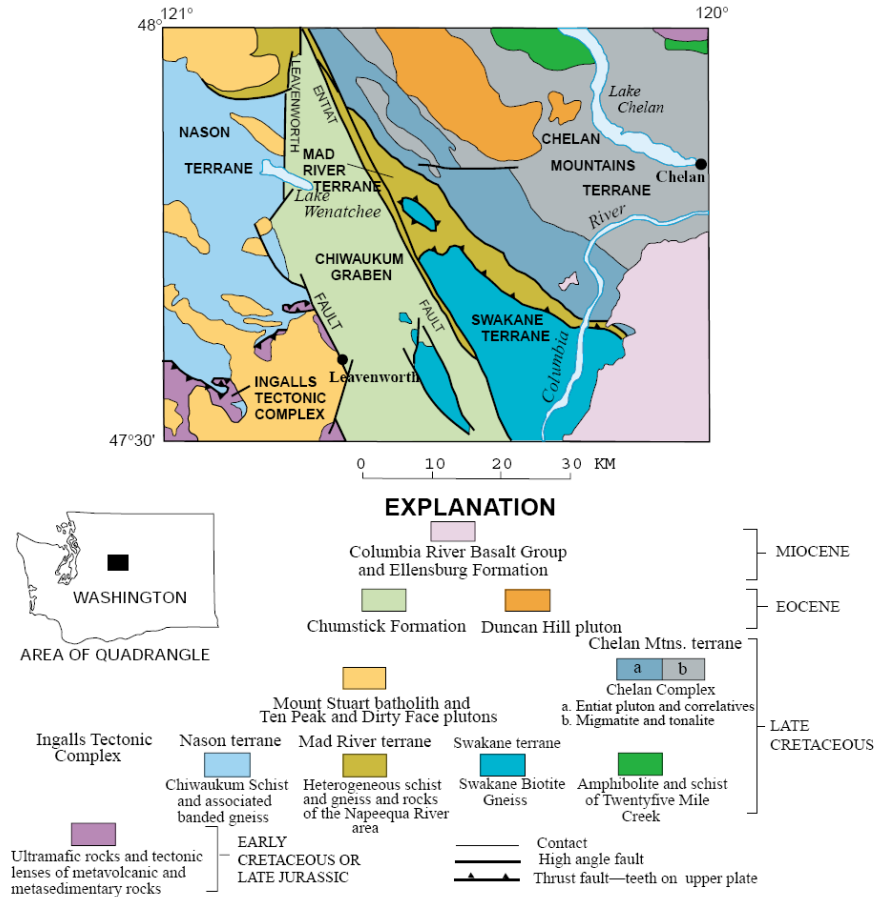 48° 121°
120°
LEAVENWORTH
ENTIAT
Lake
Chelan
NASON
TERRANE
CHELAN
MOUNTAINS
TERRANE
Chelan
MAD
RIVER
TERRANE
Lake
Wenatchee
River
CHIWAUKUM
GRABEN
FAULT
FAULT
SWAKANE
TERRANE
Columbia
Leavenworth
INGALLS
TECTONIC
COMPLEX
47°30'
0 10 20 30 KM
EXPLANATION
Columbia River Basalt Group
and Ellensburg Formation
MIOCENE
Chumstick Formation
Duncan Hill pluton
EOCENE
WASHINGTON
AREA OF QUADRANGLE
Chelan Mtns. terrane
a b
Chelan Complex
a. Entiat pluton and correlatives
b. Migmatite and tonalite
Mount Stuart batholith and
Ten Peak and Dirty Face plutons
LATE
CRETACEOUS
Ingalls Tectonic
Complex
Nason terrane
Chiwaukum Schist
and associated
banded gneiss
Mad River terrane
Heterogeneous schist
and gneiss and rocks
of the Napeequa River
area
Swakane terrane
Swakane Biotite
Gneiss
Amphibolite and schist
of Twentyfive Mile
Creek
Ultramafic rocks and tectonic
lenses of metavolcanic and
metasedimentary rocks
EARLY
CRETACEOUS OR
LATE JURASSIC
Contact
High angle fault
Thrust fault—teeth on upper plate